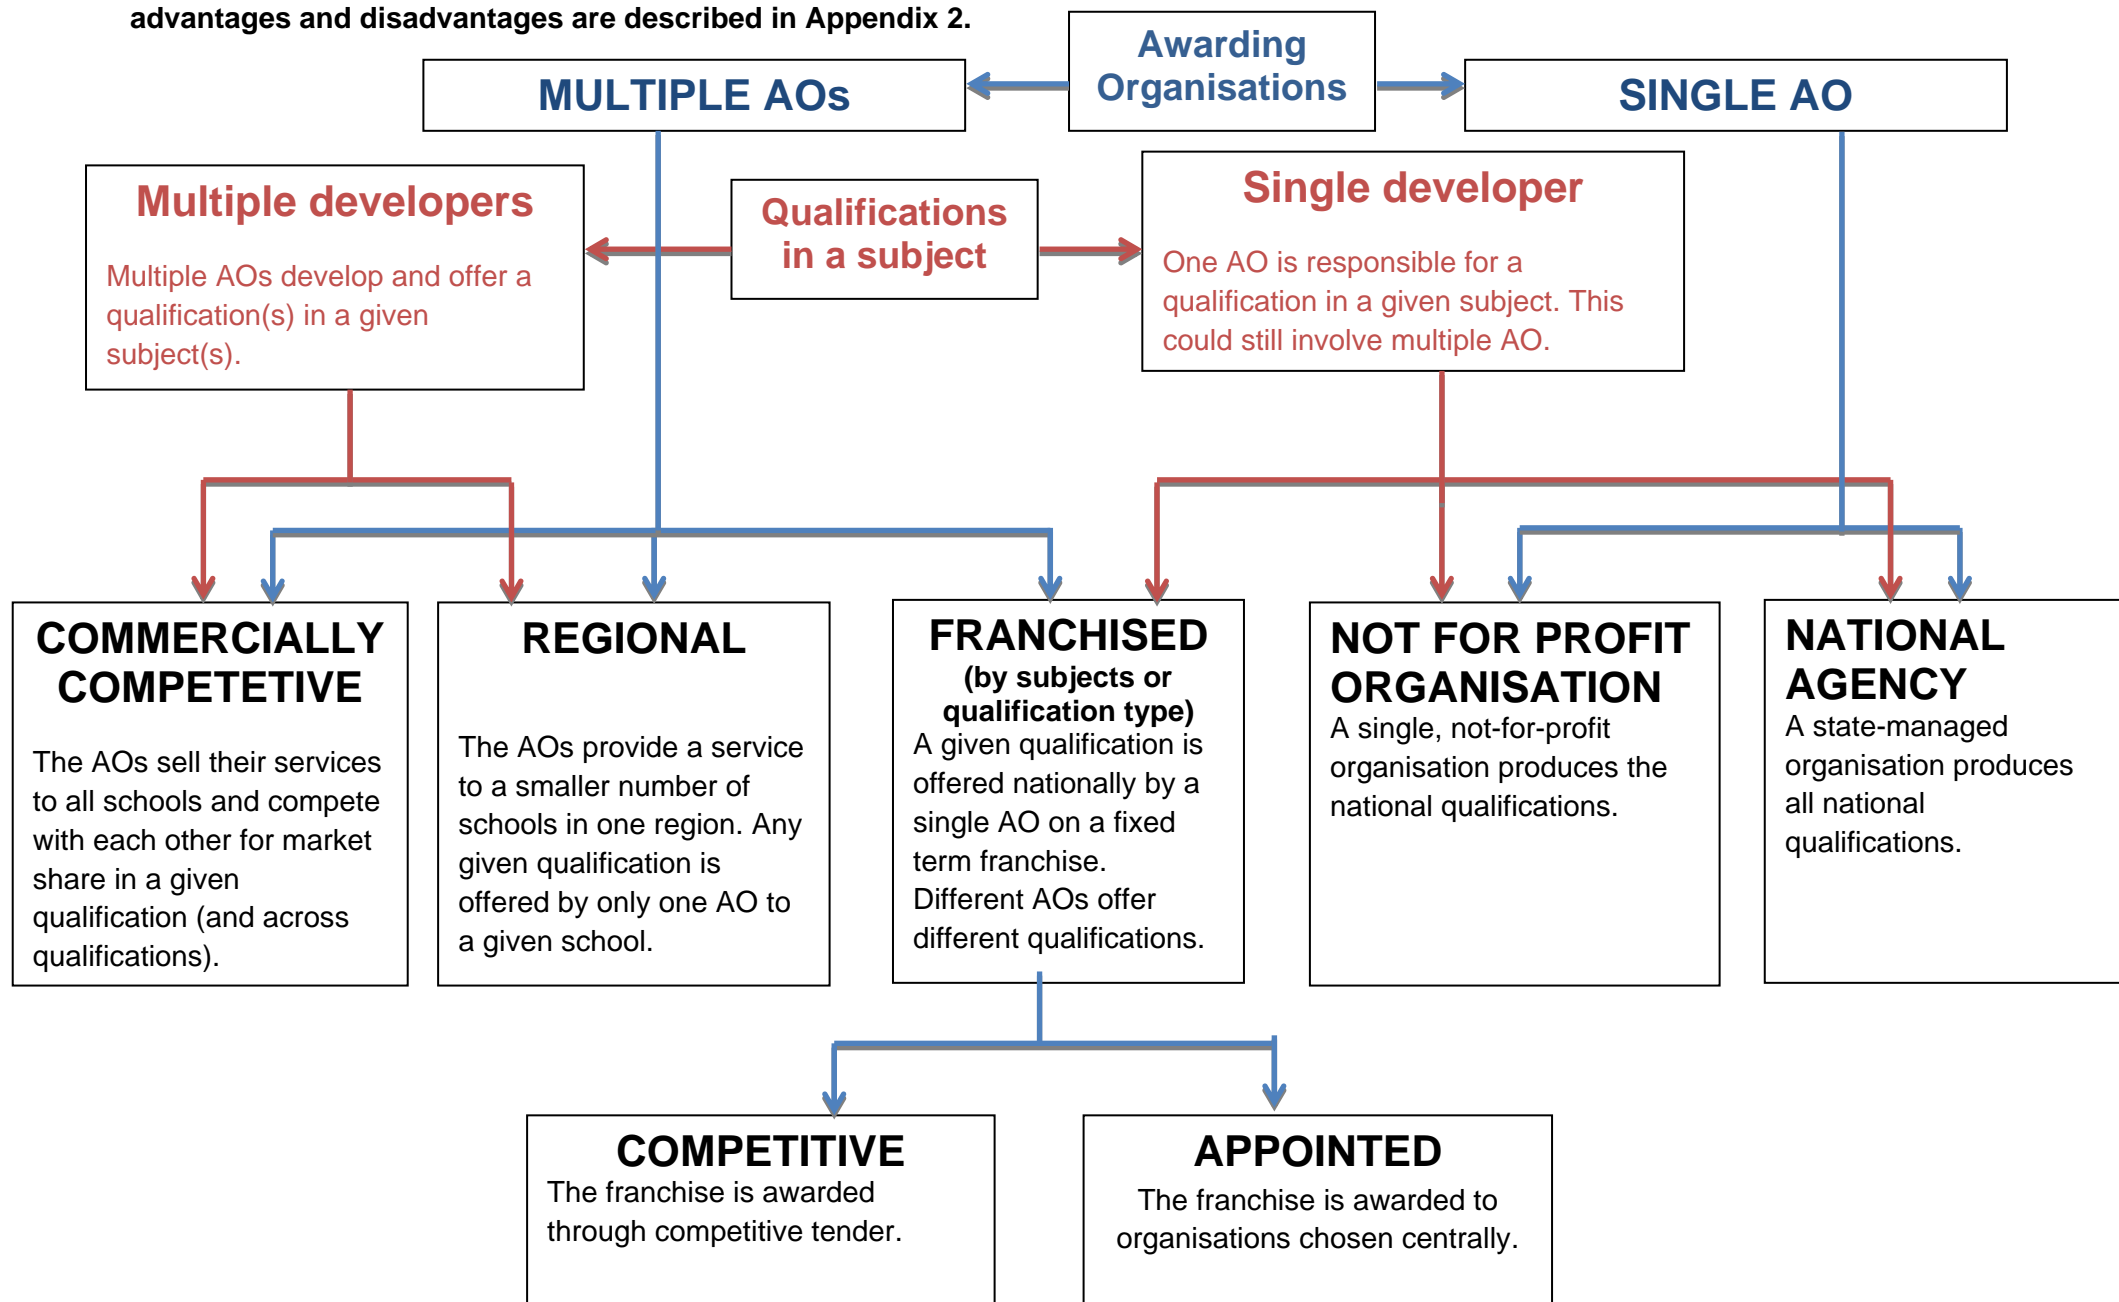 advantages and disadvantages are described in Appendix 2.
Awarding
Organisations
MULTIPLE AOs
SINGLE AO
Multiple developers
Multiple AOs develop and offer a
qualification(s) in a given
subject(s).
Qualifications
in a subject
Single developer
One AO is responsible for a
qualification in a given subject. This
could still involve multiple AO.
COMMERCIALLY
COMPETETIVE
The AOs sell their services
to all schools and compete
with each other for market
share in a given
qualification (and across
qualifications).
REGIONAL
The AOs provide a service
to a smaller number of
schools in one region. Any
given qualification is
offered by only one AO to
a given school.
FRANCHISED
(by subjects or
qualification type)
A given qualification is
offered nationally by a
single AO on a fixed
term franchise.
Different AOs offer
different qualifications.
NOT FOR PROFIT
ORGANISATION
A single, not-for-profit
organisation produces the
national qualifications.
NATIONAL
AGENCY
A state-managed
organisation produces
all national
qualifications.
COMPETITIVE
The franchise is awarded
through competitive tender.
APPOINTED
The franchise is awarded to
organisations chosen centrally.